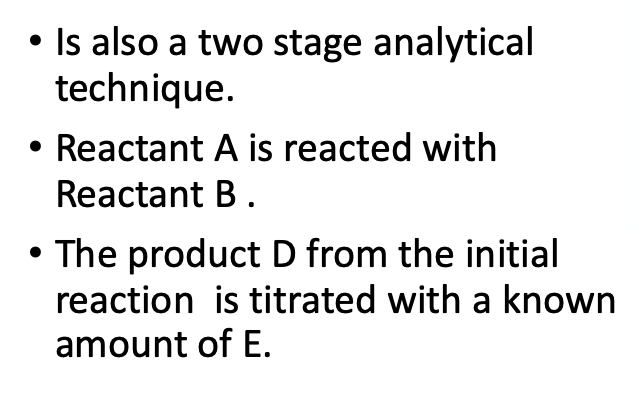 • Is also a two stage analytical
technique.
• Reactant A is reacted with
Reactant B .
• The product D from the initial
reaction  is titrated with a known
amount of E.